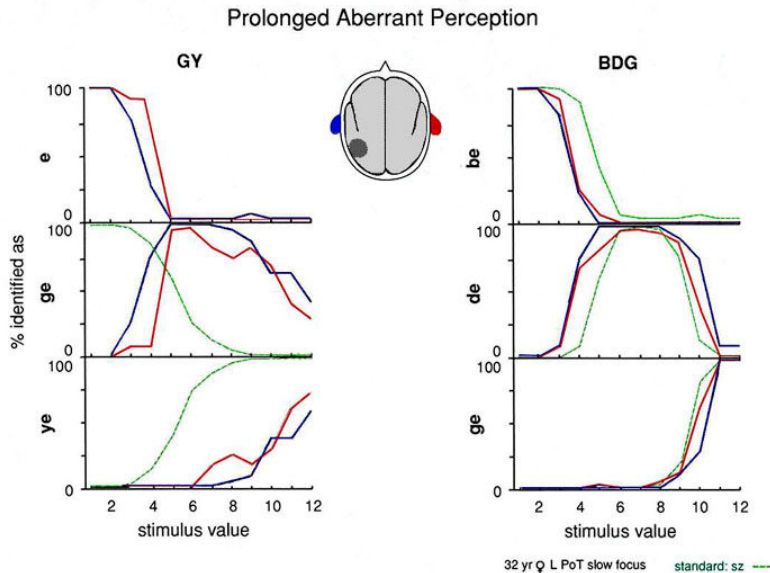 Prolonged Aberrant Perception
GY
BDG
% identified as
100
e
0
100
ge
0
100
ye
0
2 4 6 8 10 12
stimulus value
100
be
0
100
de
0
100
ge
0
2 4 6 8 10 12
stimulus value
32 yr ♀ L PoT slow focus standard: sz